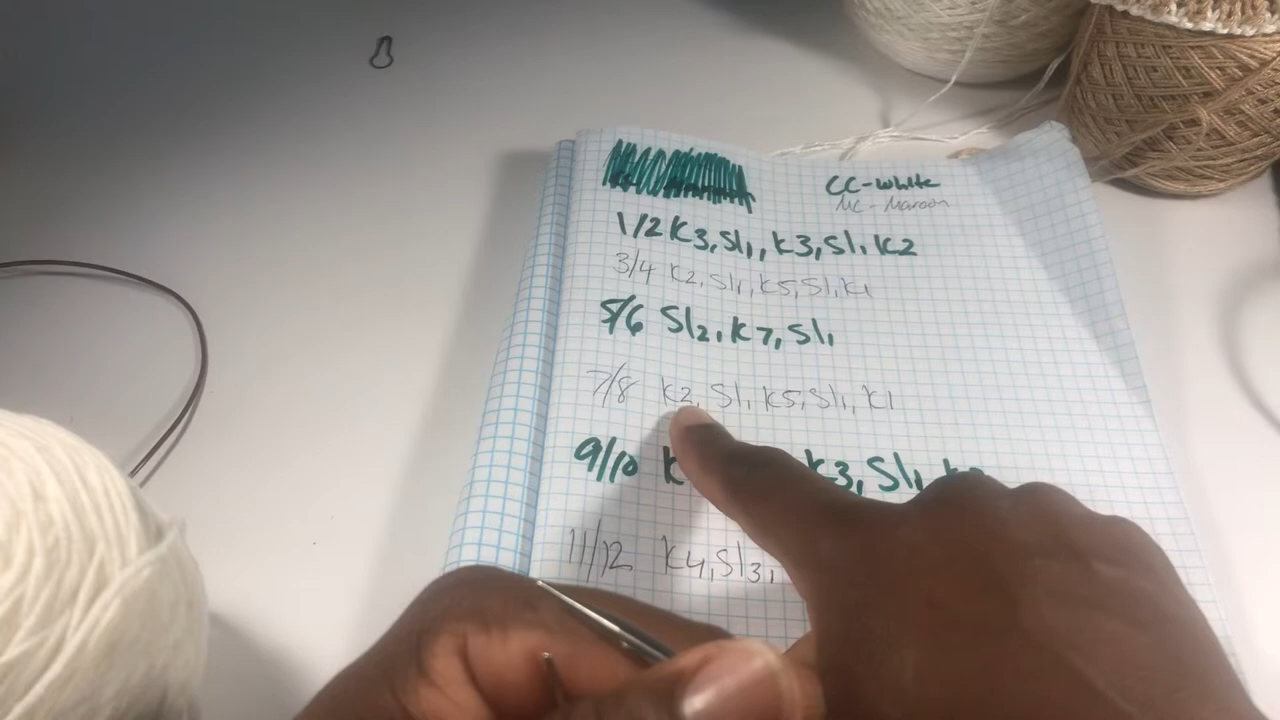 CC-White
MC-Maroon
1/2 K3, Sl1, K3, Sl1, K2
3/4 K2, Sl1, K5, Sl1, K1
5/6 Sl2, K7, Sl1
7/8 K2, Sl1, K5, Sl1, K1
9/10 K K3, Sl1,
11/12 K4, Sl3,